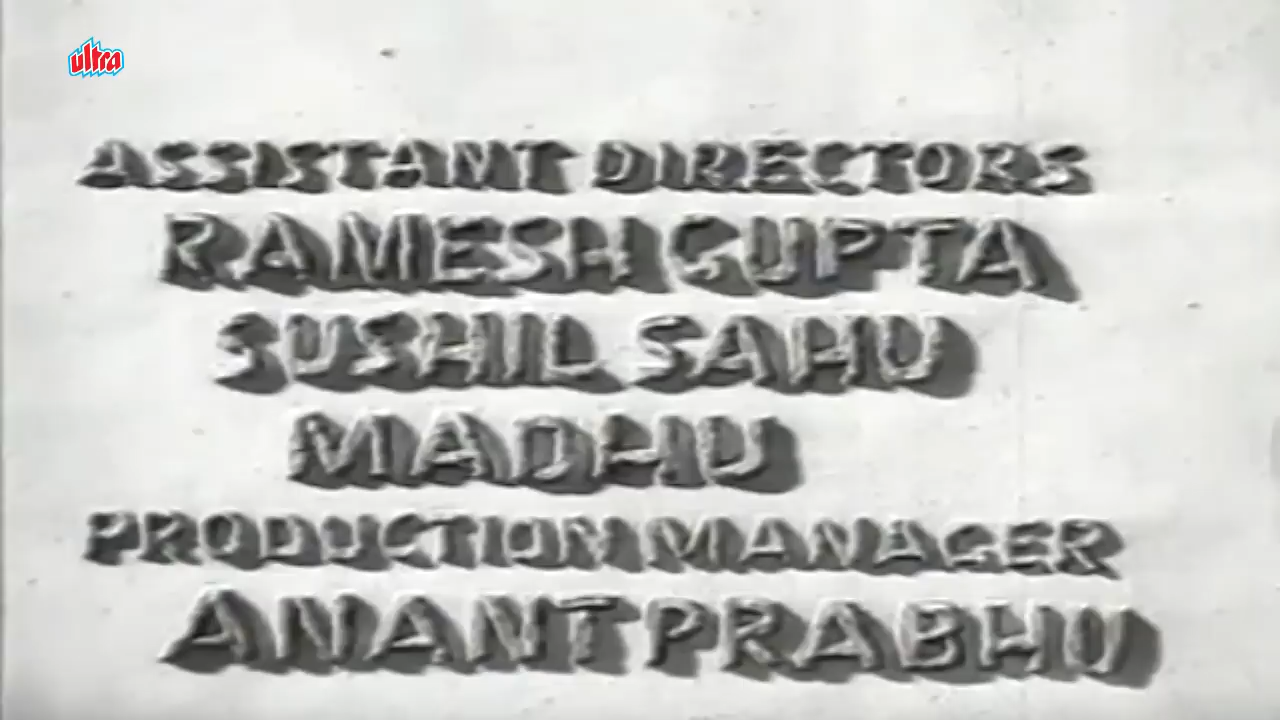 ultra
ASSISTANT DIRECTORS
RAMESH GUPTA
SUSHIL SAHU
MADHU
PRODUCTION MANAGER
ANANT PRABHU